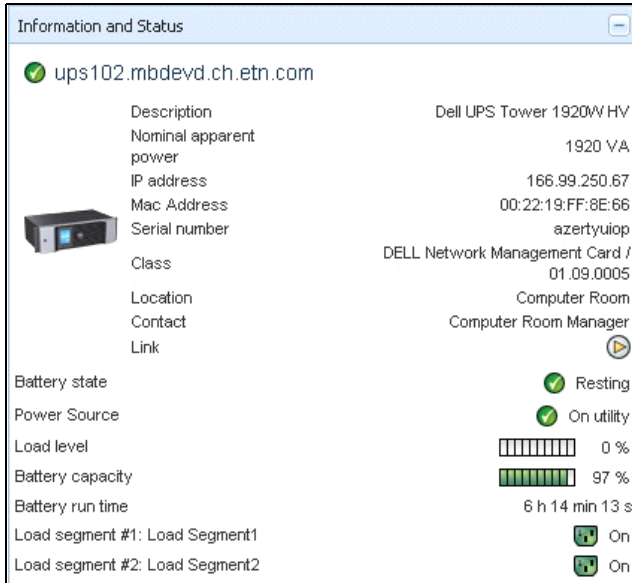 Information and Status
ups102.mbdevd.ch.etn.com
Description Dell UPS Tower 1920W HV
Nominal apparent
power 1920 VA
IP address 166.99.250.67
Mac Address 00:22:19:FF:8E:66
Serial number azertyuiop
Class DELL Network Management Card /
01.09.0005
Location Computer Room
Contact Computer Room Manager
Link
Battery state Resting
Power Source On utility
Load level 0 %
Battery capacity 97 %
Battery run time 6 h 14 min 13 s
Load segment #1: Load Segment1 On
Load segment #2: Load Segment2 On